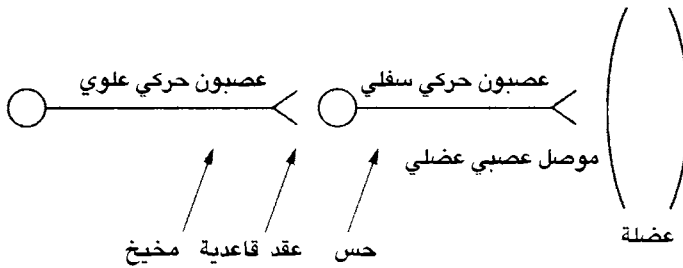 عصبون حركي علوي
عصبون حركي سفلي
موصل عصبي عضلي
عضلة
حس
عقد قاعدية
مخيخ